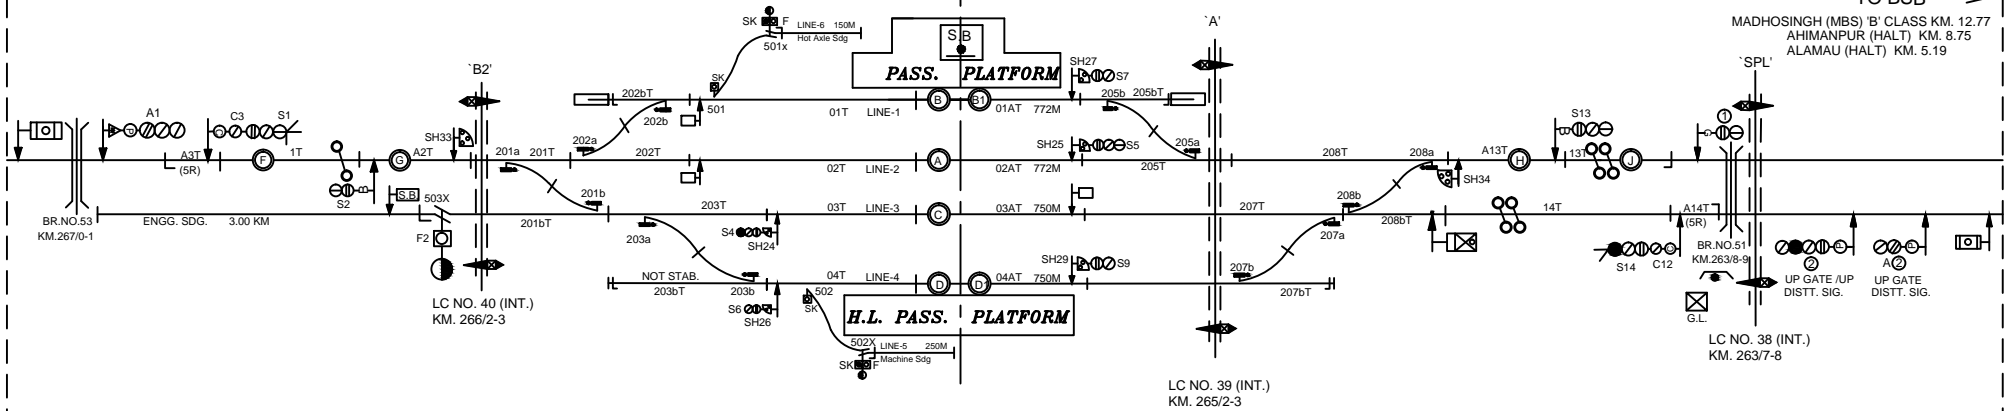 TO BSB
MADHOSINGH (MBS) 'B' CLASS KM. 12.77
AHIMANPUR (HALT) KM. 8.75
ALAMAU (HALT) KM. 5.19
SK F
LINE-6 150M
Hot Axle Sdg
501x
S.B
`A'
`SPL'
`B2'
PASS. PLATFORM
SH27
S7
SK
202bT
202b
501
01T LINE-1
B
B1
01AT 772M
205b
205bT
A1
C3
S1
SH33
202a
SH25
S5
205a
S13
1
A3T
(5R)
F
1T
G
A2T
201a
201T
202T
02T LINE-2
A
02AT 772M
205T
208T
208a
A13T
H
13T
J
S2
S.B
503X
SH34
BR.NO.53
KM.267/0-1
ENGG. SDG. 3.00 KM
201b
201bT
203T
03T LINE-3
C
03AT 750M
207T
208b
208bT
14T
A14T
(5R)
F2
203a
S4
SH24
207a
S14
C12
BR.NO.51
KM.263/8-9
2
A 2
UP GATE /UP
DISTT. SIG.
UP GATE
DISTT. SIG.
NOT STAB.
203bT
203b
04T LINE-4
D
D1
04AT 750M
SH29
S9
207b
207bT
S6
SH26
SK
502
H.L. PASS. PLATFORM
G.L.
LC NO. 40 (INT.)
KM. 266/2-3
502X
LINE-5 250M
Machine Sdg
SK F
LC NO. 38 (INT.)
KM. 263/7-8
LC NO. 39 (INT.)
KM. 265/2-3